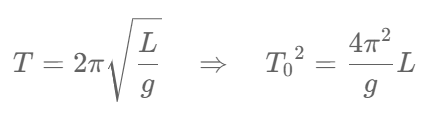 T = 2π√(L/g) ⇒ T₀² = (4π²/g)L